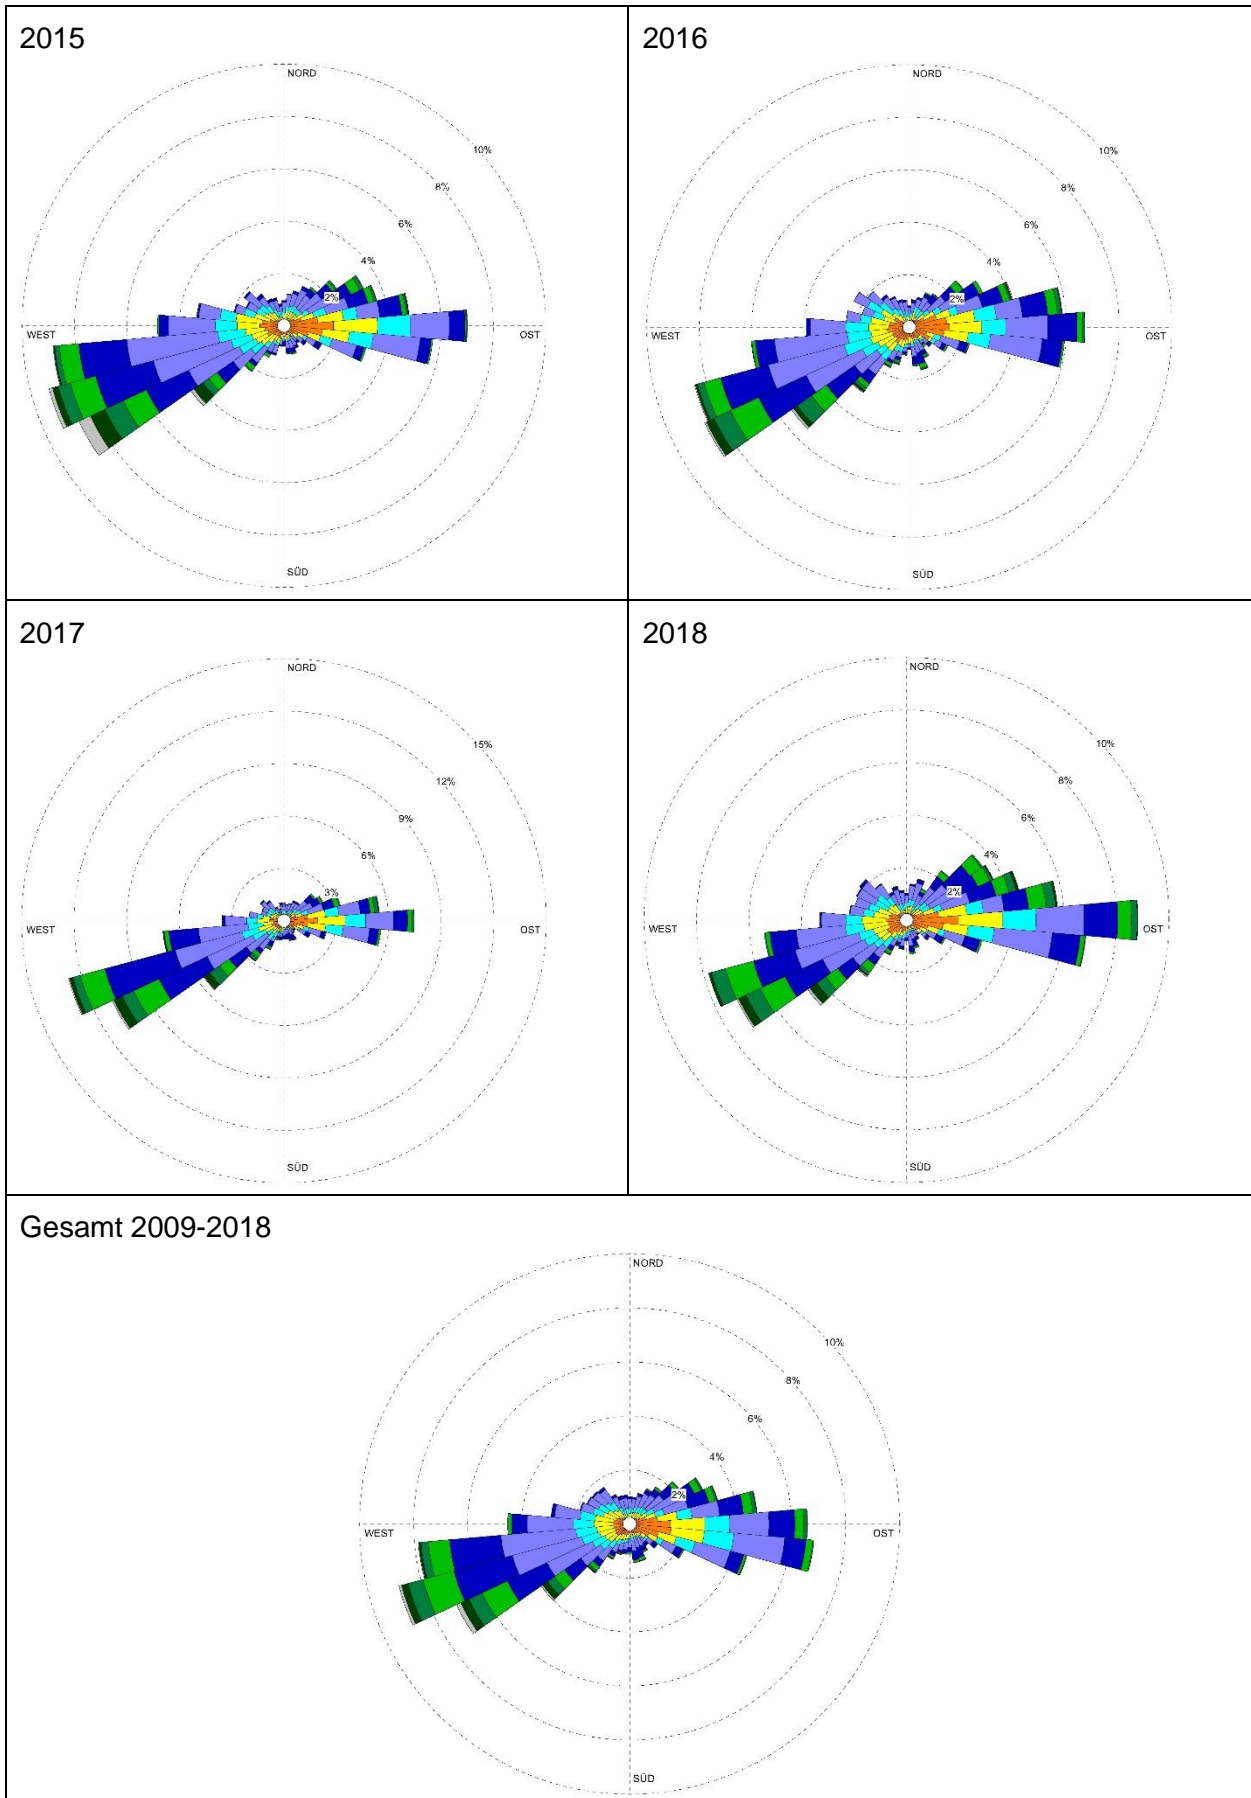 2015
NORD
10%
8%
6%
4%
2%
WEST
OST
SÜD
2016
NORD
10%
8%
6%
4%
2%
WEST
OST
SÜD
2017
NORD
15%
12%
9%
6%
3%
WEST
OST
SÜD
2018
NORD
10%
8%
6%
4%
2%
WEST
OST
SÜD
Gesamt 2009-2018
NORD
10%
8%
6%
4%
2%
WEST
OST
SÜD